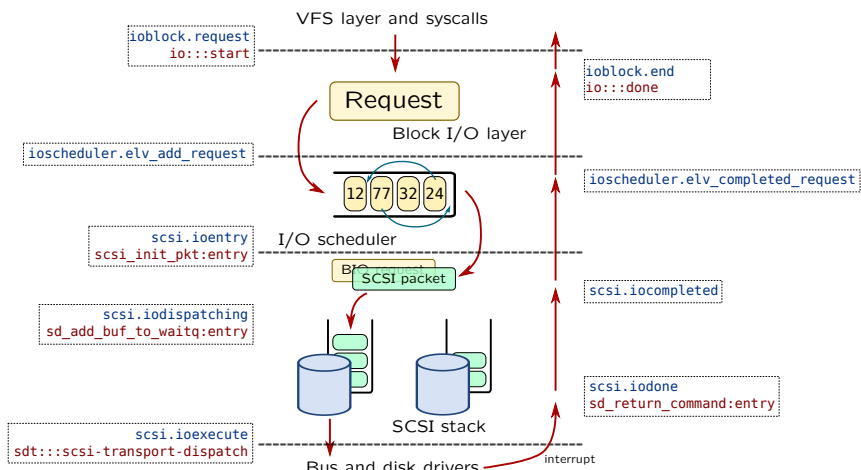 VFS layer and syscalls
ioblock.request
io:::start
ioblock.end
io:::done
Request
Block I/O layer
ioscheduler.elv_add_request
ioscheduler.elv_completed_request
12 77 32 24
I/O scheduler
scsi.ioentry
scsi_init_pkt:entry
BIO request
SCSI packet
scsi.iocompleted
scsi.iodispatching
sd_add_buf_to_waitq:entry
scsi.iodone
sd_return_command:entry
SCSI stack
scsi.ioexecute
sdt:::scsi-transport-dispatch
interrupt
Bus and disk drivers